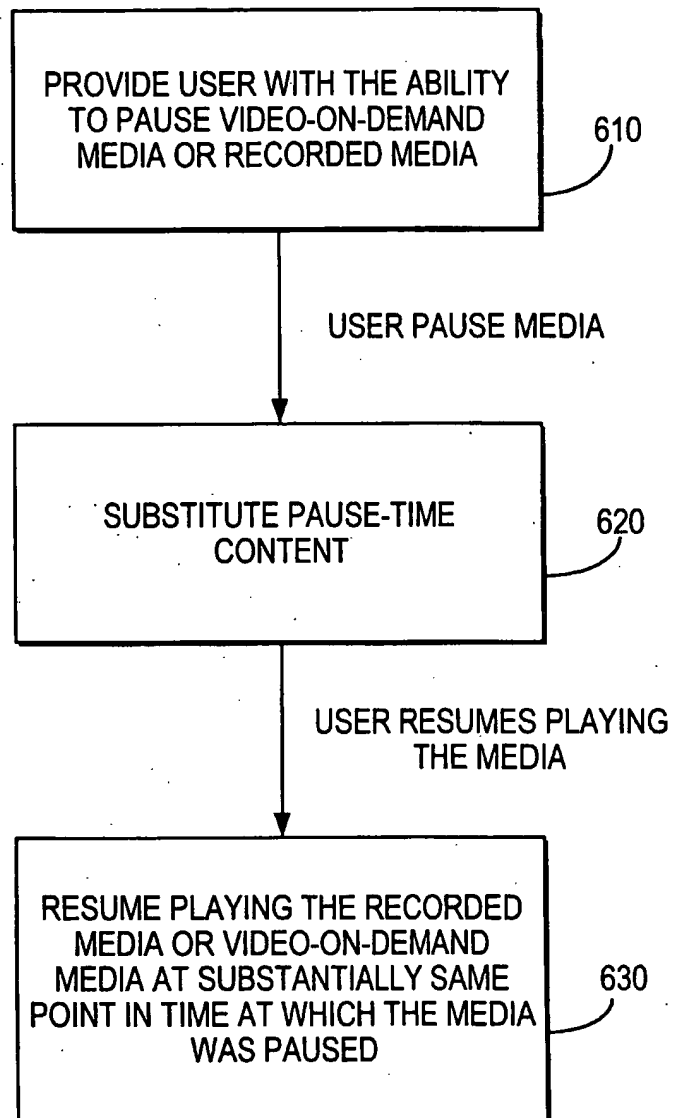 PROVIDE USER WITH THE ABILITY
TO PAUSE VIDEO-ON-DEMAND
MEDIA OR RECORDED MEDIA
610
USER PAUSE MEDIA
SUBSTITUTE PAUSE-TIME
CONTENT
620
USER RESUMES PLAYING
THE MEDIA
RESUME PLAYING THE RECORDED
MEDIA OR VIDEO-ON-DEMAND
MEDIA AT SUBSTANTIALLY SAME
POINT IN TIME AT WHICH THE MEDIA
WAS PAUSED
630